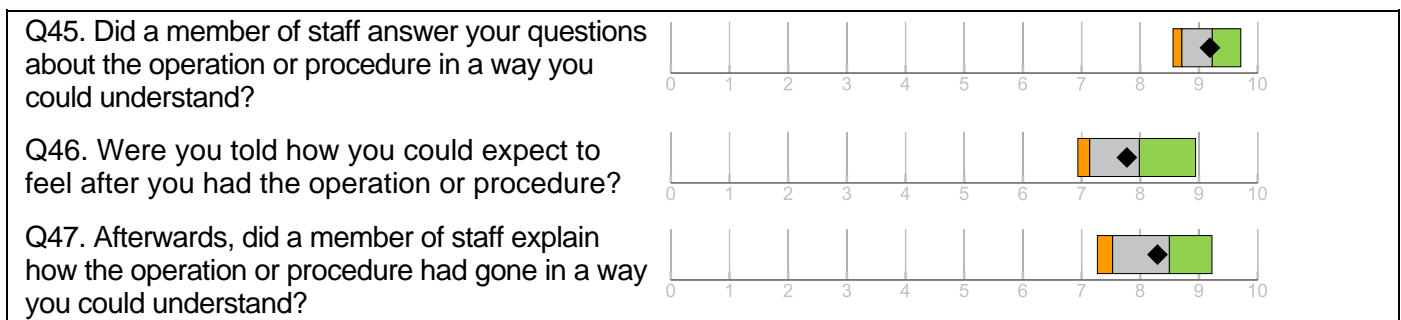 Q45. Did a member of staff answer your questions
about the operation or procedure in a way you
could understand?
0 1 2 3 4 5 6 7 8 9 10
Q46. Were you told how you could expect to
feel after you had the operation or procedure?
0 1 2 3 4 5 6 7 8 9 10
Q47. Afterwards, did a member of staff explain
how the operation or procedure had gone in a way
you could understand?
0 1 2 3 4 5 6 7 8 9 10